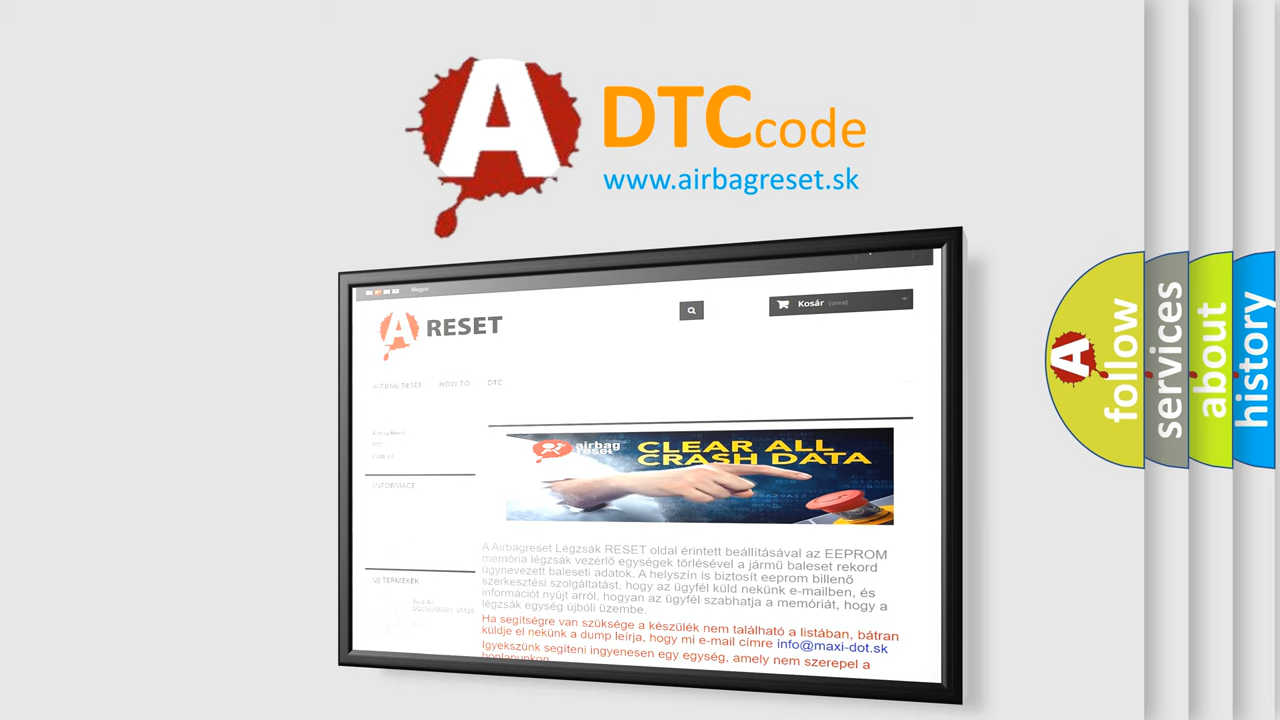 A DTCcode
www.airbagreset.sk
Magyar
A RESET
Kosár (üres)
AIRBAG RESET HOW TO DTC
INFORMACE
airbag
reset
CLEAR ALL
CRASH DATA
A Airbagreset Légzsák RESET oldal érintett beállításával az EEPROM
memória légzsák vezérlő egységek törlésével a jármű baleset rekord
úgynevezett baleseti adatok. A helyszín is biztosít eeprom billenő
szerkesztési szolgáltatást, hogy az ügyfél küld nekünk e-mailben, és
információt nyújt arról, hogyan az ügyfél szabhatja a memóriát, hogy a
légzsák egység újbóli üzembe.
Ha segítségre van szüksége a készülék nem található a listában, bátran
küldje el nekünk a dump leírja, hogy mi e-mail címre info@maxi-dot.sk
Igyekszünk segíteni ingyenesen egy egység, amely nem szerepel a
honlapunkon
ÚJ TERMÉKEK
A follow
services
about
history